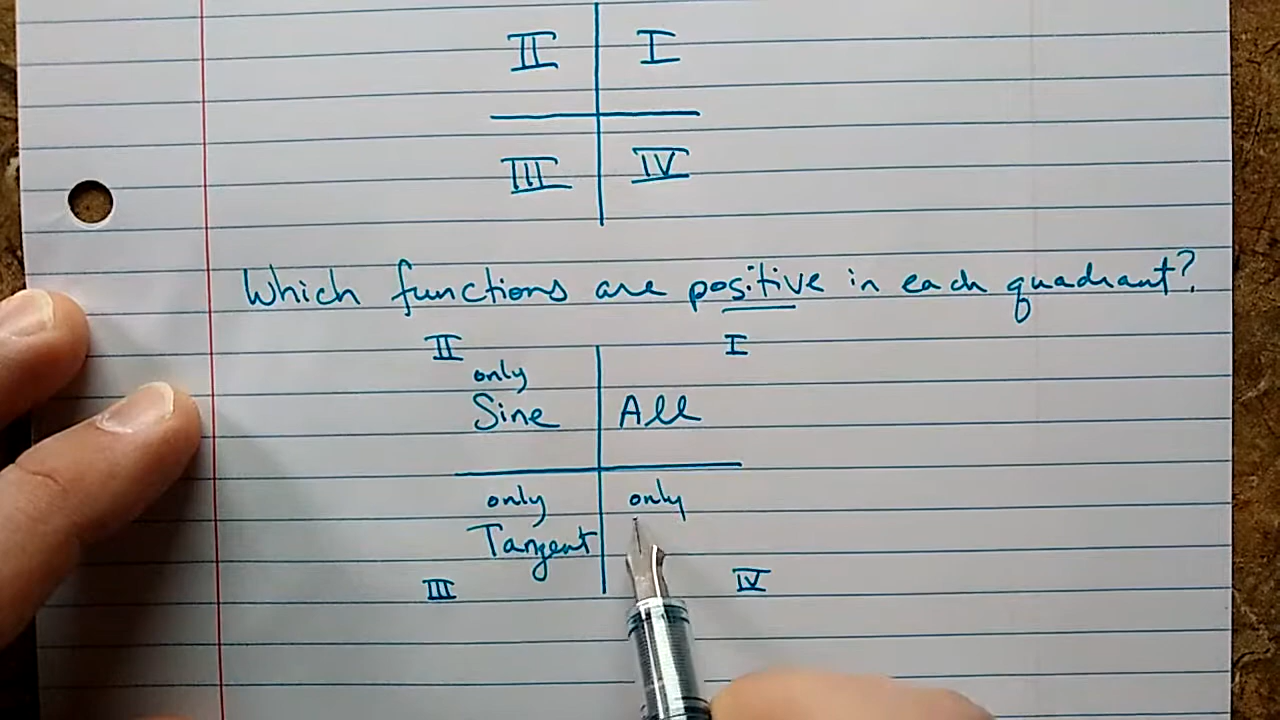 II I
III IV
Which functions are positive in each quadrant?
II I
only
Sine All
only only
Tangent
III IV